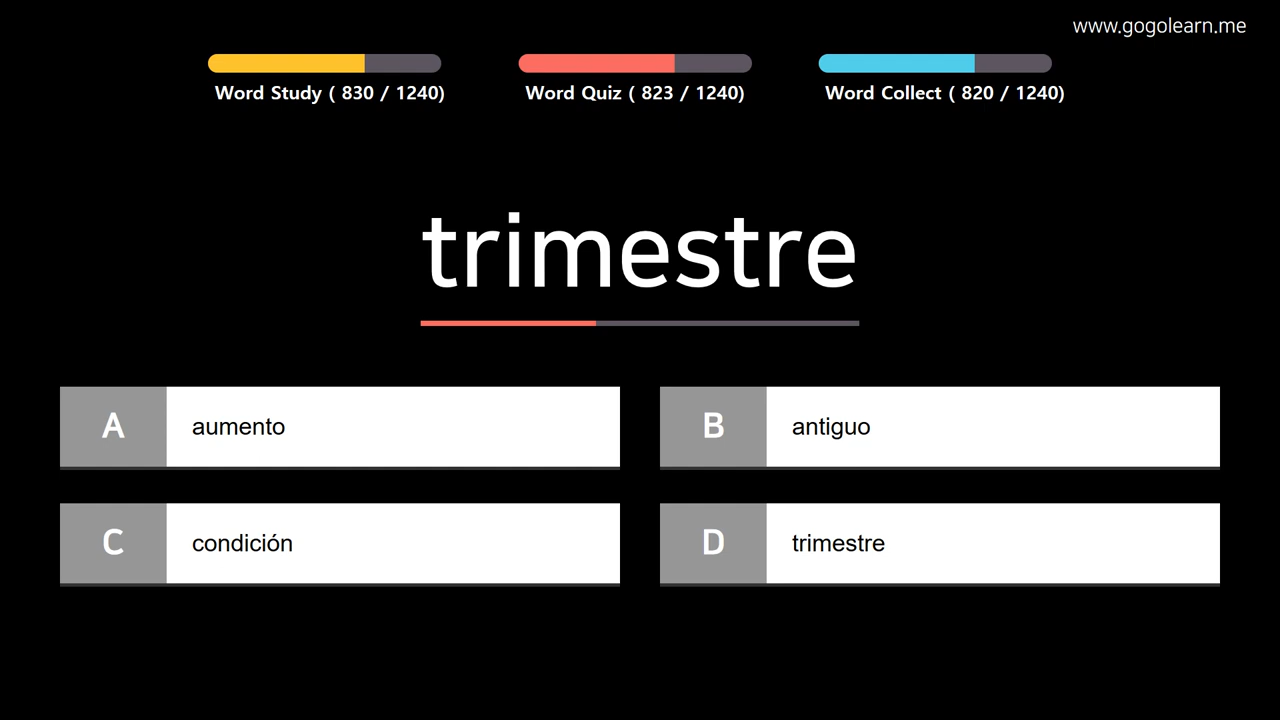 www.gogolearn.me
Word Study ( 830 / 1240)
Word Quiz ( 823 / 1240)
Word Collect ( 820 / 1240)
trimestre
A aumento
B antiguo
C condición
D trimestre